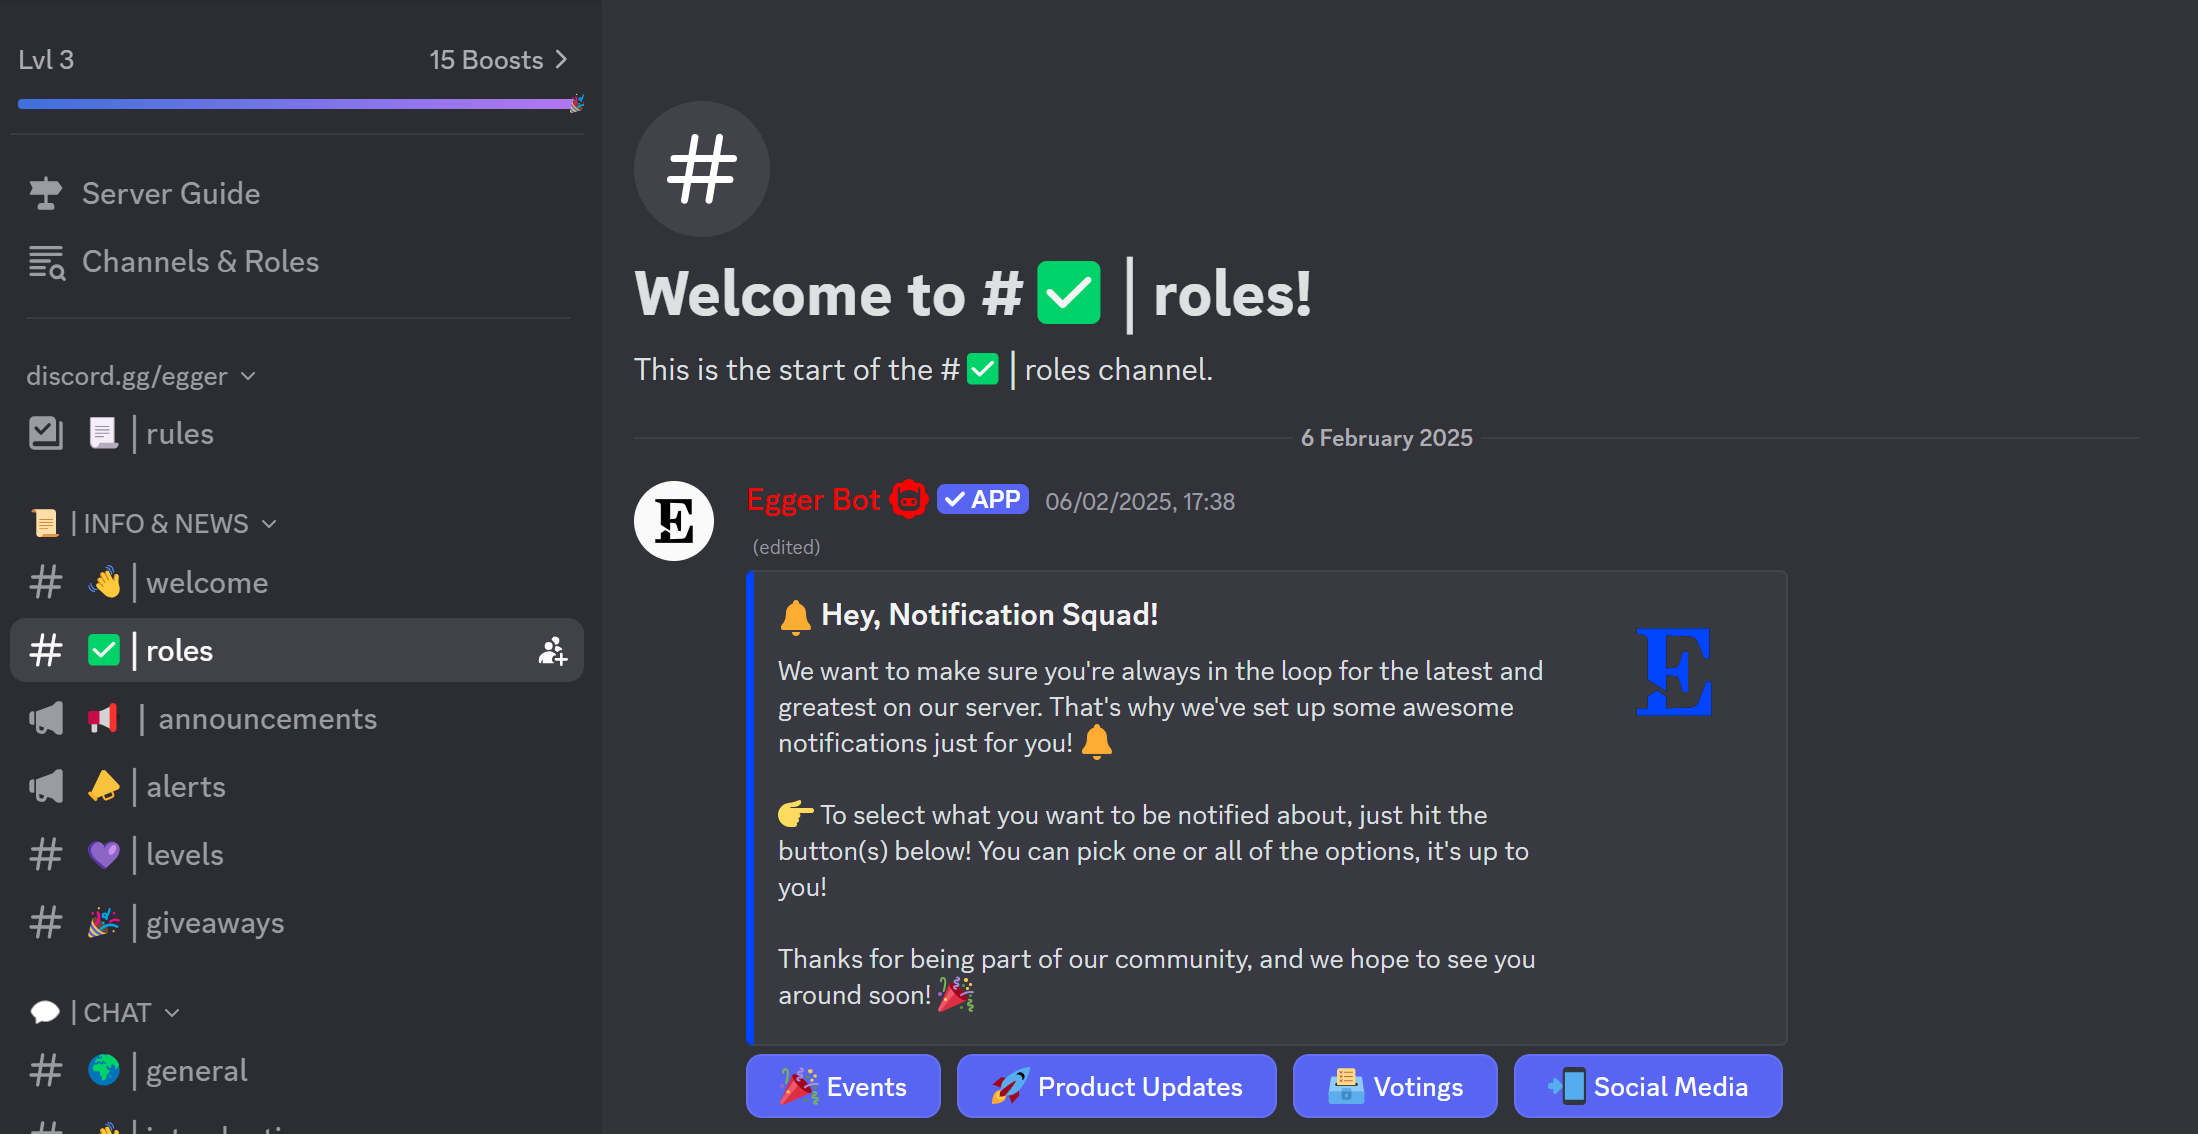 Lvl 3
15 Boosts
Server Guide
Channels & Roles
discord.gg/egger
| rules
| INFO & NEWS
# | welcome
# | roles
| announcements
| alerts
# | levels
# | giveaways
| CHAT
# | general
#
Welcome to # ✅ | roles!
This is the start of the # ✅ | roles channel.
6 February 2025
Egger Bot ✓ APP 06/02/2025, 17:38
(edited)
🔔 Hey, Notification Squad!
We want to make sure you're always in the loop for the latest and
greatest on our server. That's why we've set up some awesome
notifications just for you! 🔔
👉 To select what you want to be notified about, just hit the
button(s) below! You can pick one or all of the options, it's up to
you!
Thanks for being part of our community, and we hope to see you
around soon! 🎉
E
E
Events
Product Updates
Votings
Social Media